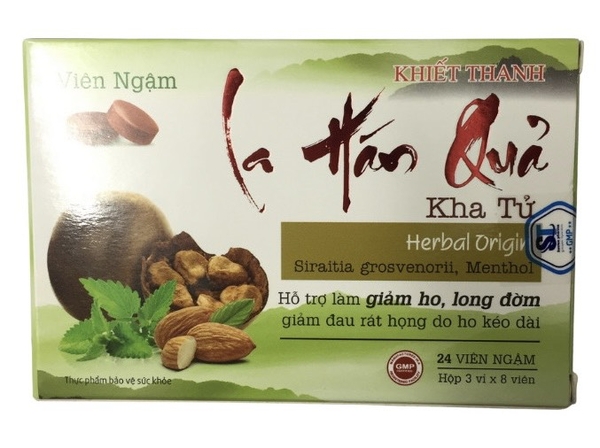 Viên Ngậm
KHIẾT THANH
La Hán Quả
Kha Tử
Herbal Origin
Siraitia grosvenorii, Menthol
ST
GMP
Hỗ trợ làm giảm ho, long đờm
giảm đau rát họng do ho kéo dài
GMP
24 VIÊN NGẬM
Hộp 3 vỉ x 8 viên
Thực phẩm bảo vệ sức khỏe